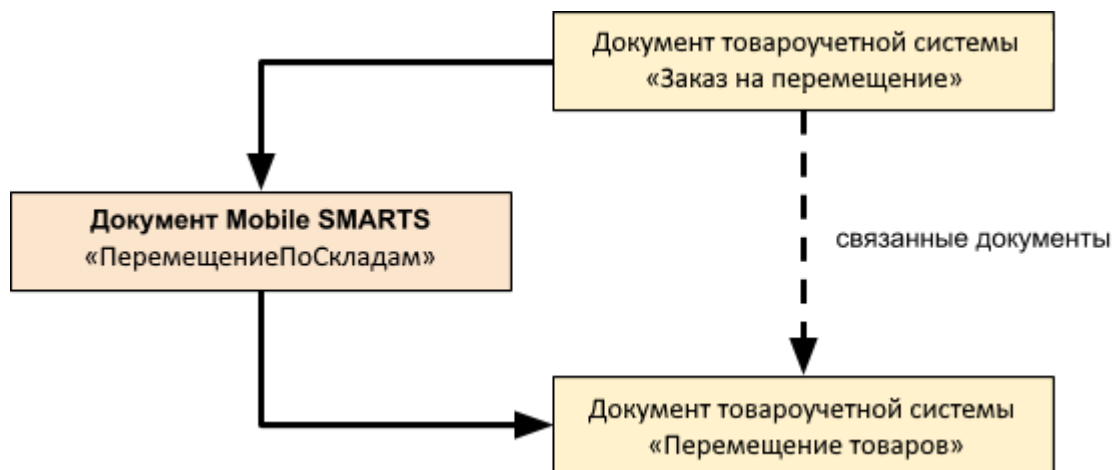 Документ товароучетной системы
«Заказ на перемещение»
Документ Mobile SMARTS
«ПеремещениеПоСкладам»
связанные документы
Документ товароучетной системы
«Перемещение товаров»